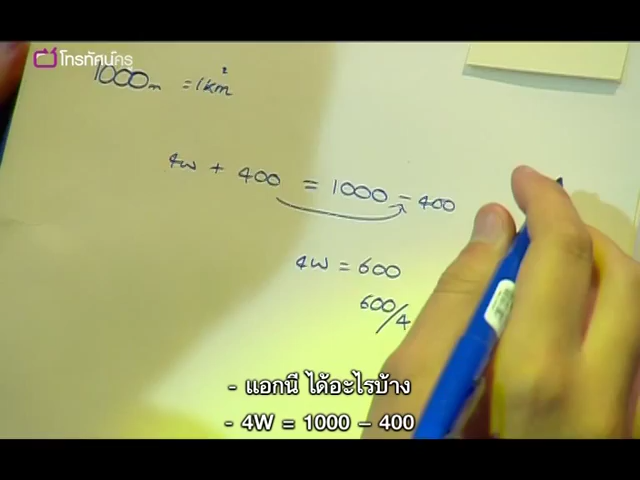 โทรทัศน์ครู
1000m = 1km²
4w + 400 = 1000 - 400
4w = 600
600/4
- แอกนี ได้อะไรบ้าง
- 4W = 1000 – 400